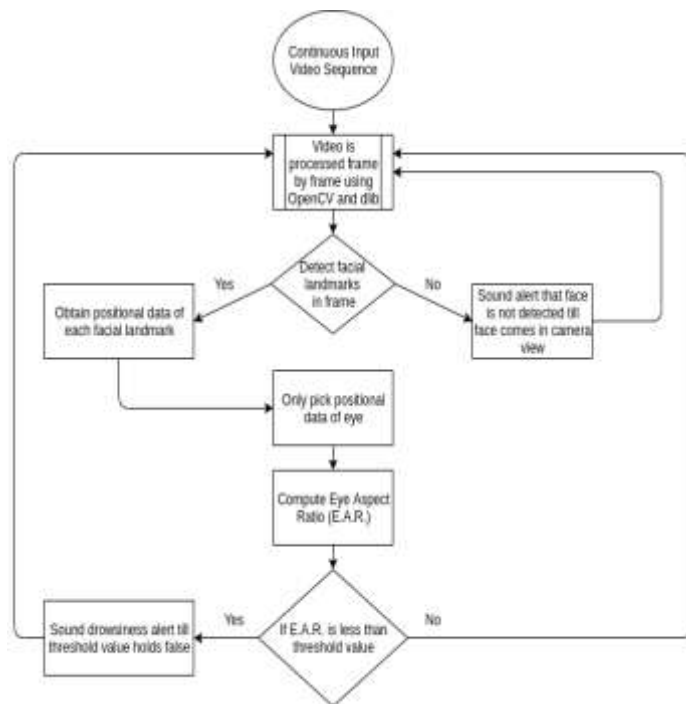 Continuous Input
Video Sequence
Video is
processed frame
by frame using
OpenCV and dlib
Detect facial
landmarks
in frame
Yes
No
Obtain positional data of
each facial landmark
Sound alert that face
is not detected till
face comes in camera
view
Only pick positional
data of eye
Compute Eye Aspect
Ratio (E.A.R.)
If E.A.R. is less than
threshold value
Yes
No
Sound drowsiness alert till
threshold value holds false